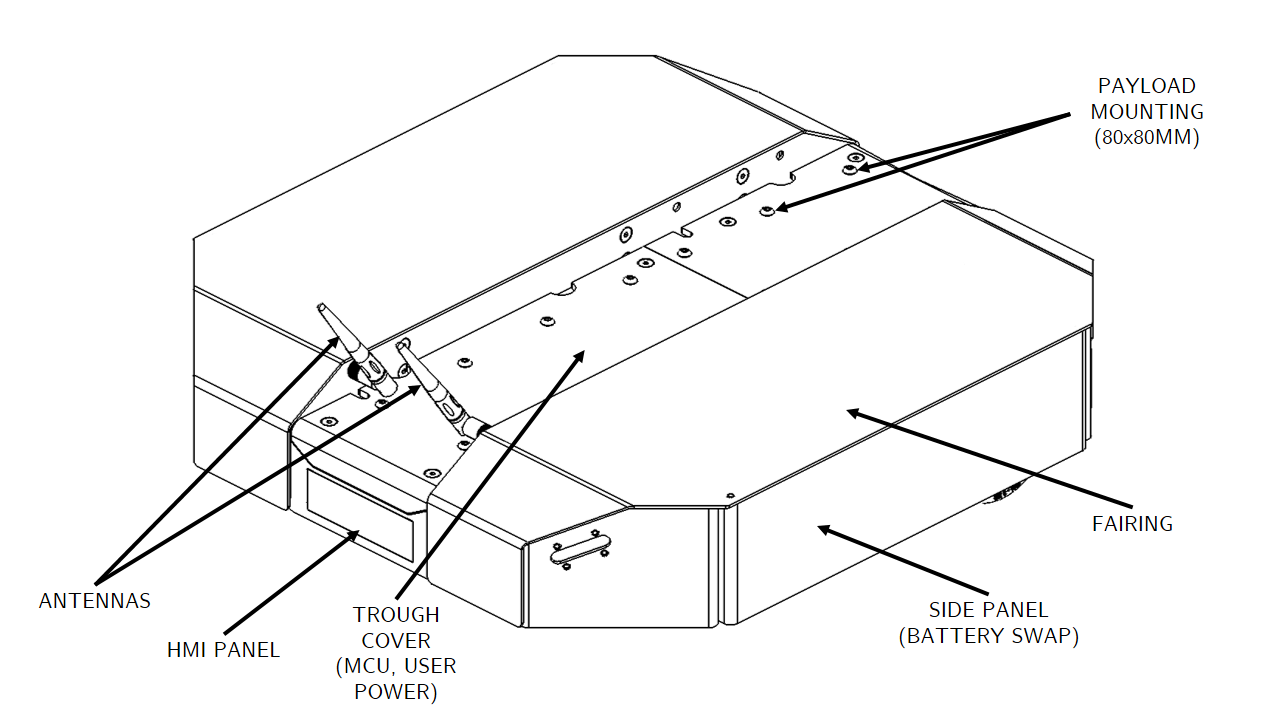 PAYLOAD
MOUNTING
(80x80MM)
FAIRING
SIDE PANEL
(BATTERY SWAP)
ANTENNAS
HMI PANEL
TROUGH
COVER
(MCU, USER
POWER)